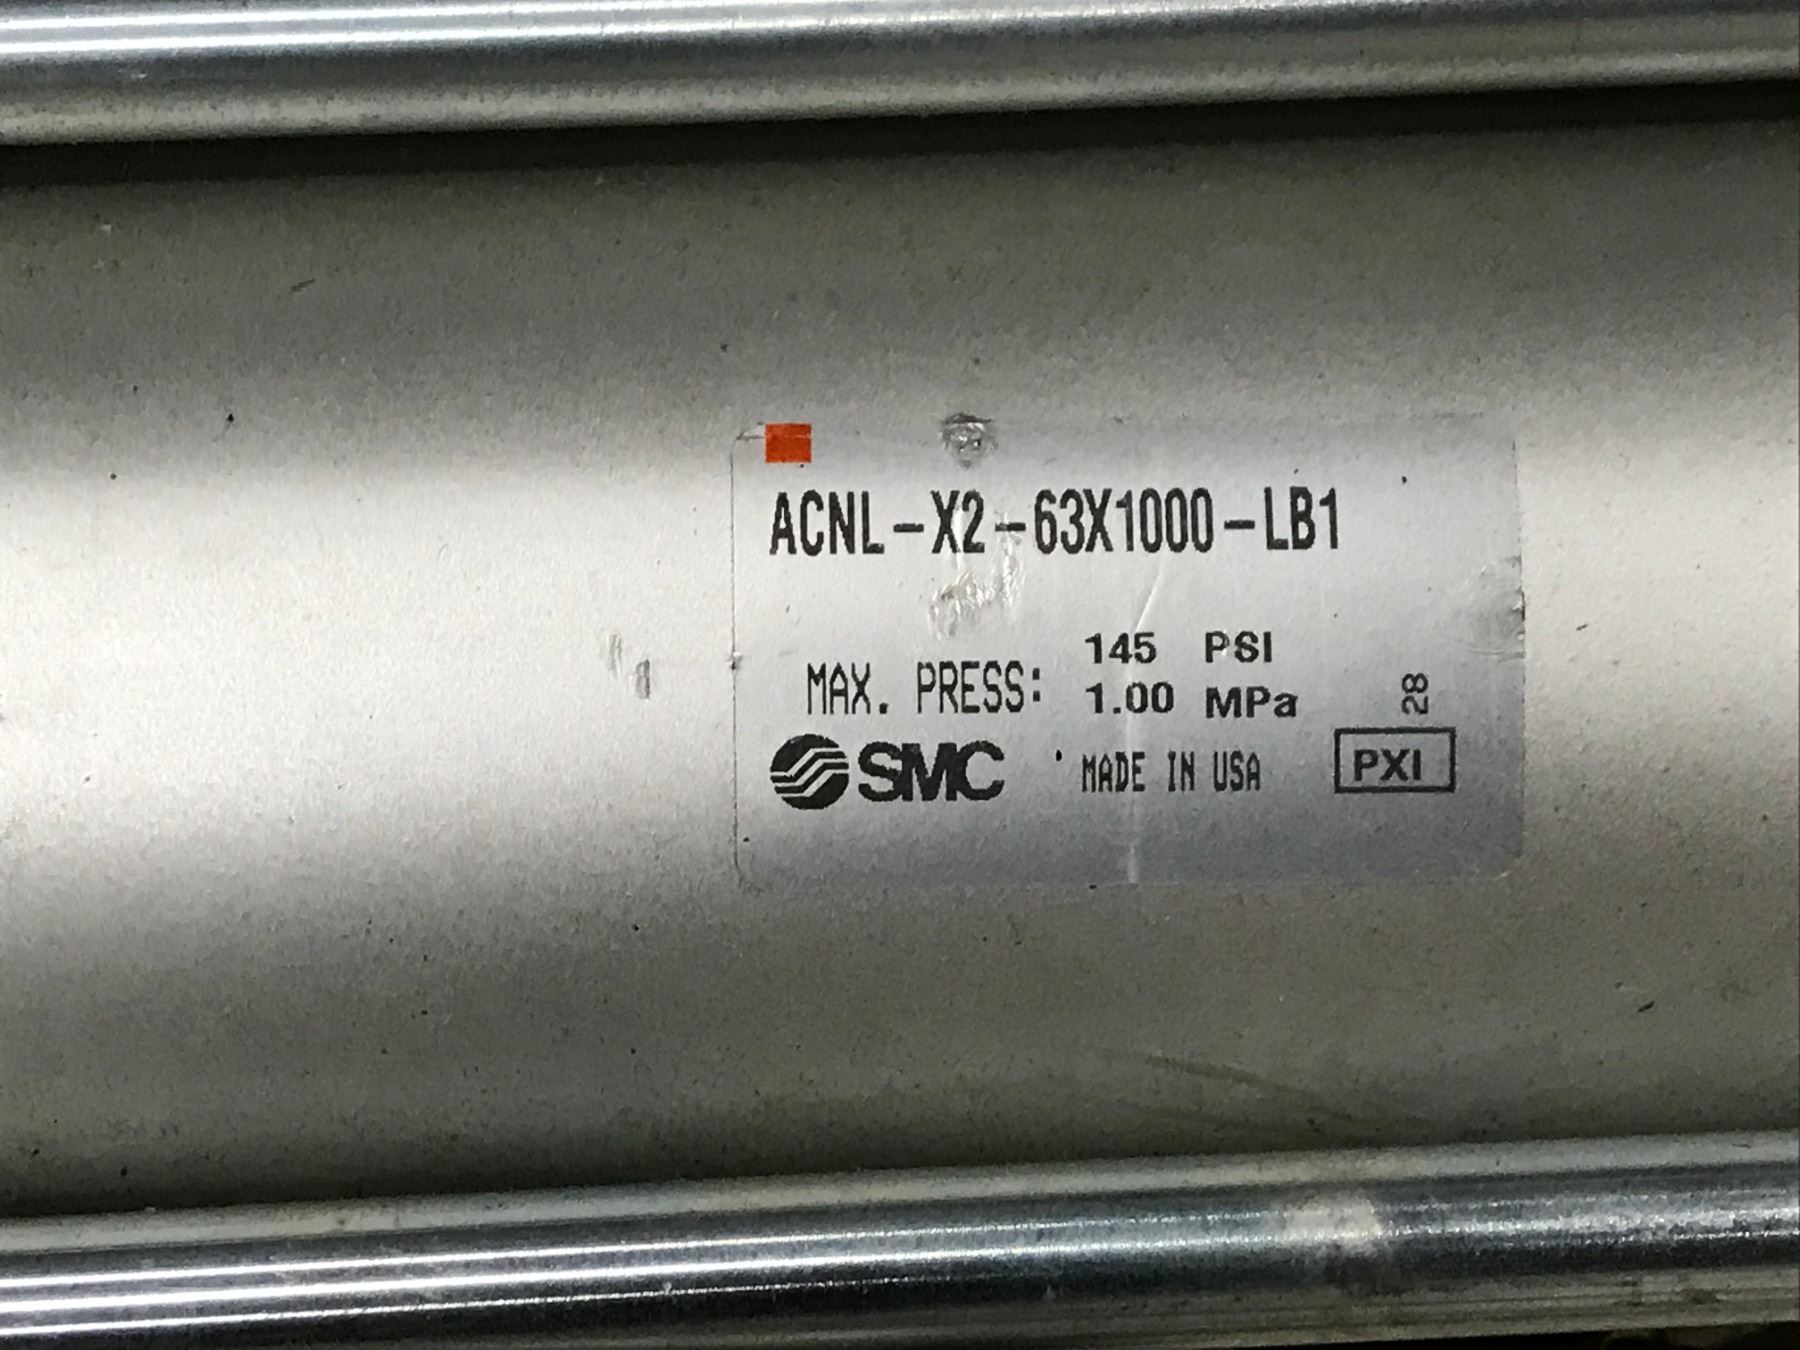 ACNL-X2-63X1000-LB1
MAX. PRESS: 145 PSI
1.00 MPa
28
SMC MADE IN USA PXI